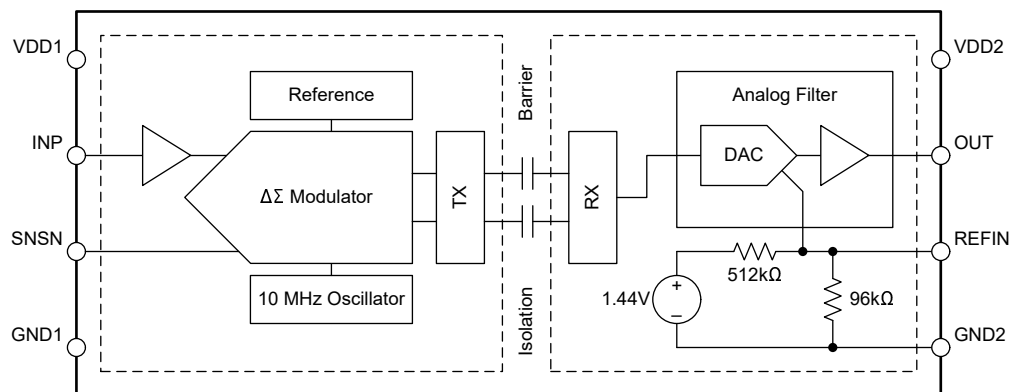 VDD1
VDD2
Reference
Barrier
Analog Filter
INP
OUT
DAC
ΔΣ Modulator
TX
RX
SNSN
REFIN
512kΩ
10 MHz Oscillator
1.44V
+
–
96kΩ
Isolation
GND1
GND2